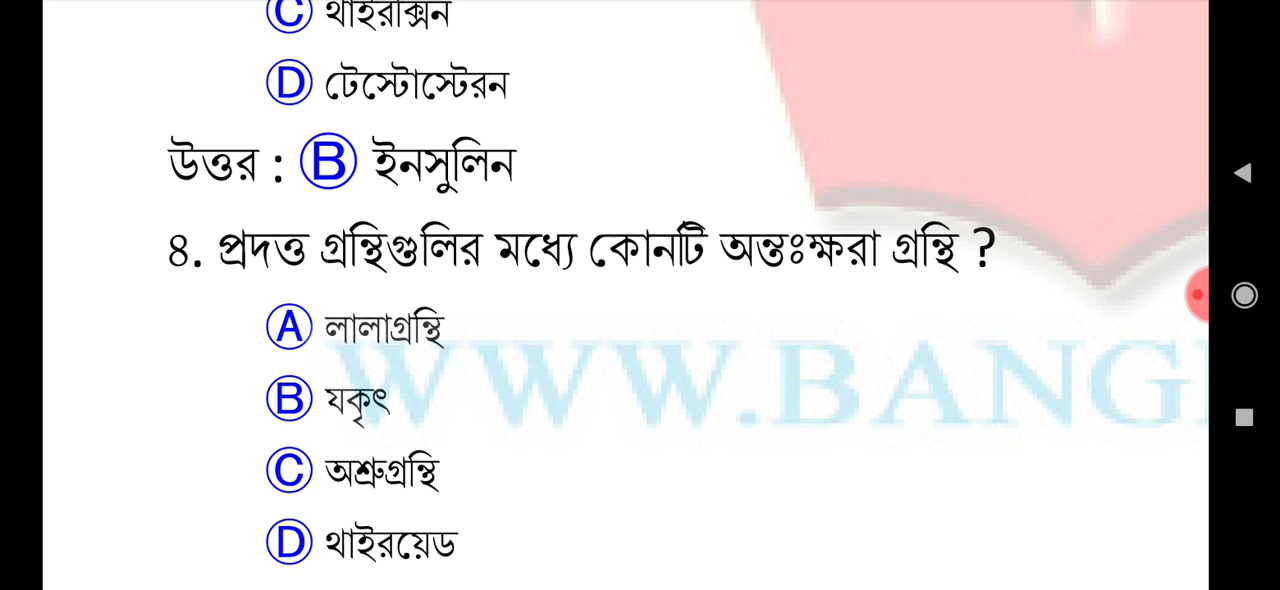 C থাইরক্সিন
D টেস্টোস্টেরন
উত্তর : B ইনসুলিন
৪. প্রদত্ত গ্রন্থিগুলির মধ্যে কোনটি অন্তঃক্ষরা গ্রন্থি ?
A লালাগ্রন্থি
B যকৃৎ
C অশ্রুগ্রন্থি
D থাইরয়েড
WWW.BANG